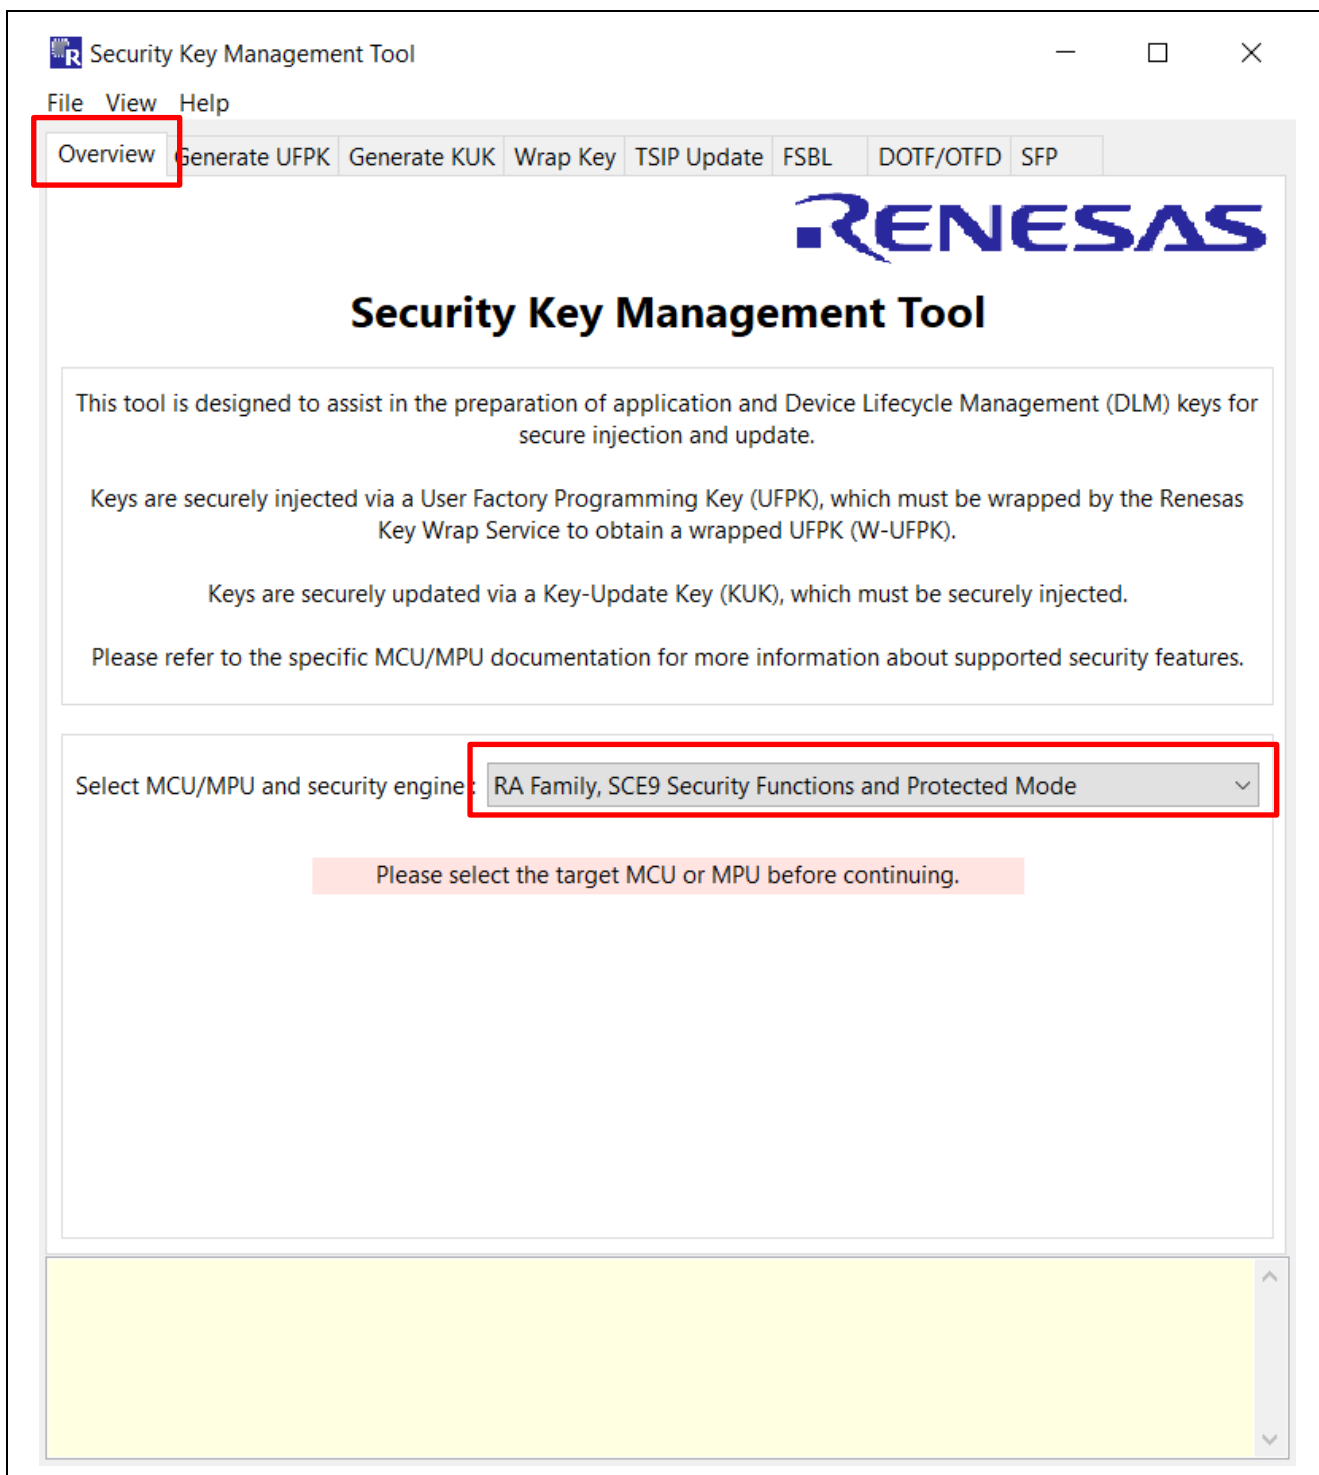 Security Key Management Tool
File View Help
Overview Generate UFPK Generate KUK Wrap Key TSIP Update FSBL DOTF/OTFD SFP
RENESAS
Security Key Management Tool
This tool is designed to assist in the preparation of application and Device Lifecycle Management (DLM) keys for
secure injection and update.
Keys are securely injected via a User Factory Programming Key (UFPK), which must be wrapped by the Renesas
Key Wrap Service to obtain a wrapped UFPK (W-UFPK).
Keys are securely updated via a Key-Update Key (KUK), which must be securely injected.
Please refer to the specific MCU/MPU documentation for more information about supported security features.
Select MCU/MPU and security engine : RA Family, SCE9 Security Functions and Protected Mode
Please select the target MCU or MPU before continuing.